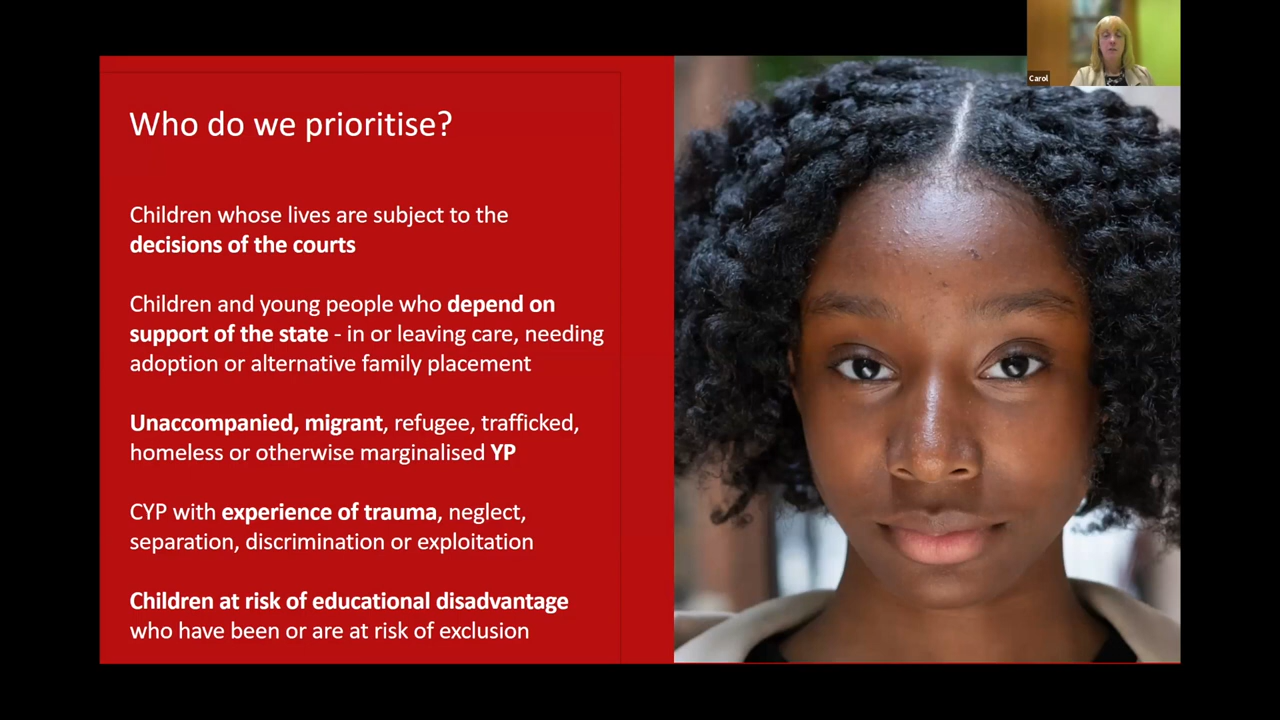 Carol
Who do we prioritise?
Children whose lives are subject to the
decisions of the courts
Children and young people who depend on
support of the state - in or leaving care, needing
adoption or alternative family placement
Unaccompanied, migrant, refugee, trafficked,
homeless or otherwise marginalised YP
CYP with experience of trauma, neglect,
separation, discrimination or exploitation
Children at risk of educational disadvantage
who have been or are at risk of exclusion